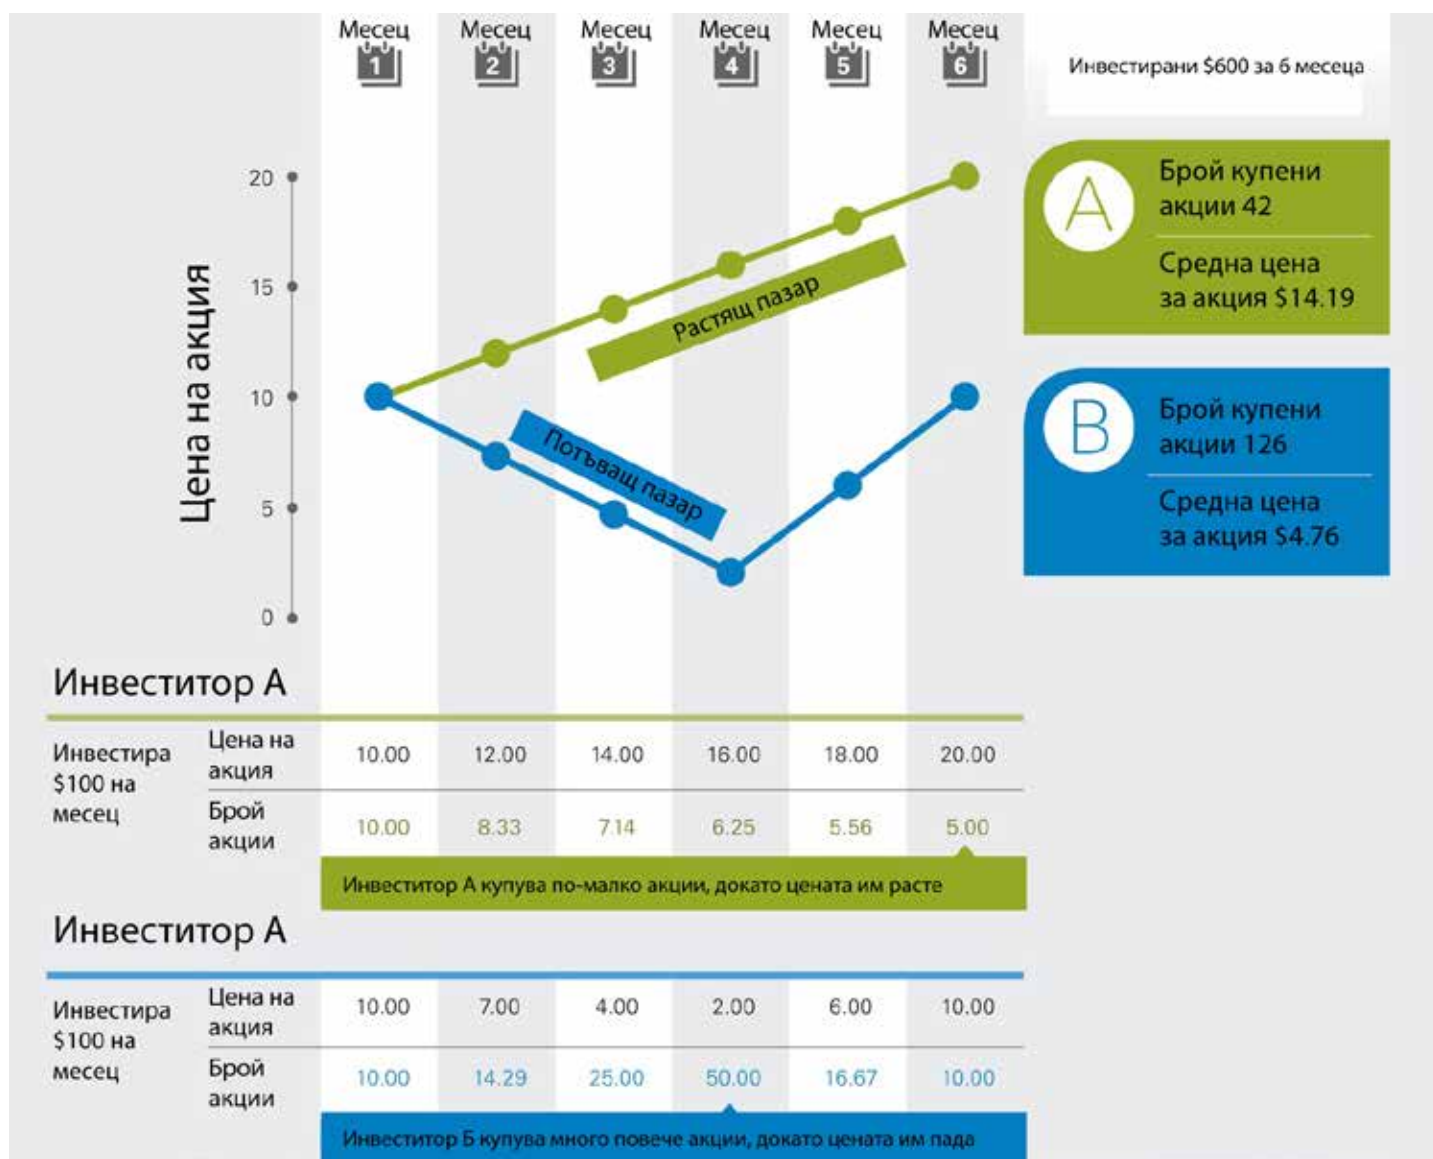 Месец Месец Месец Месец Месец Месец
1 2 3 4 5 6
Инвестирани $600 за 6 месеца
Цена на акция
20
15
10
5
0
Растящ пазар
Потъващ пазар
A
Брой купени
акции 42
Средна цена
за акция $14.19
B
Брой купени
акции 126
Средна цена
за акция $4.76
Инвеститор А
Инвестира
$100 на
месец
Цена на
акция
10.00 12.00 14.00 16.00 18.00 20.00
Брой
акции
10.00 8.33 7.14 6.25 5.56 5.00
Инвеститор А купува по-малко акции, докато цената им расте
Инвеститор А
Инвестира
$100 на
месец
Цена на
акция
10.00 7.00 4.00 2.00 6.00 10.00
Брой
акции
10.00 14.29 25.00 50.00 16.67 10.00
Инвеститор Б купува много повече акции, докато цената им пада